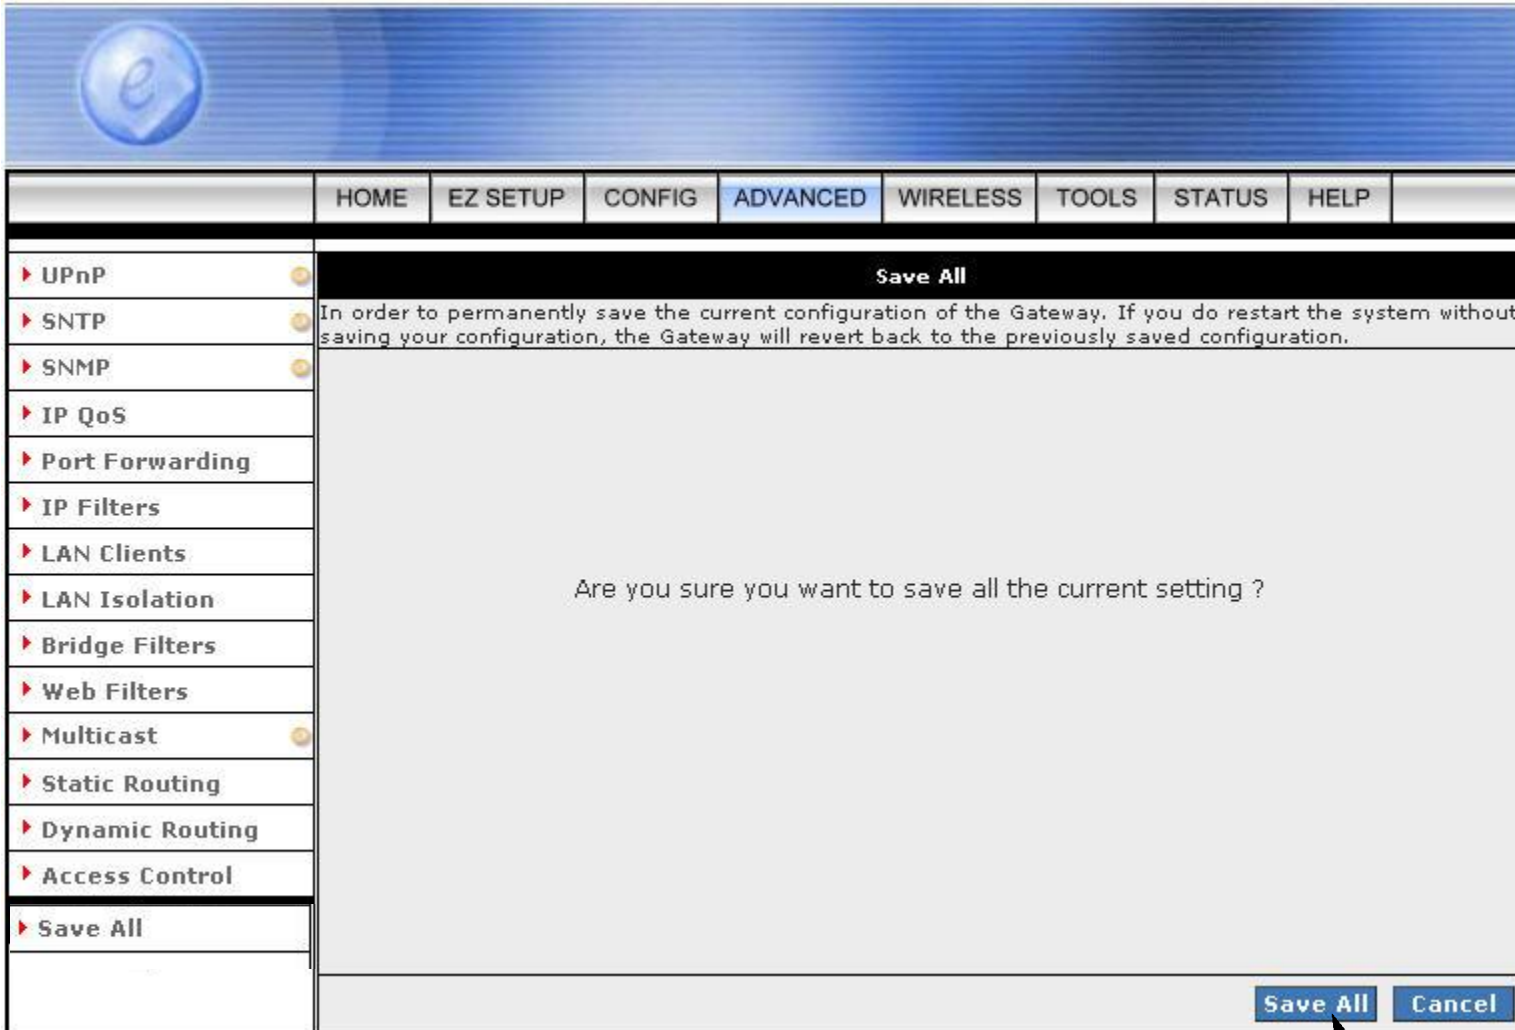 e
HOME EZ SETUP CONFIG ADVANCED WIRELESS TOOLS STATUS HELP
UPnP
SNTP
SNMP
IP QoS
Port Forwarding
IP Filters
LAN Clients
LAN Isolation
Bridge Filters
Web Filters
Multicast
Static Routing
Dynamic Routing
Access Control
Save All
Save All
In order to permanently save the current configuration of the Gateway. If you do restart the system without
saving your configuration, the Gateway will revert back to the previously saved configuration.
Are you sure you want to save all the current setting ?
Save All Cancel